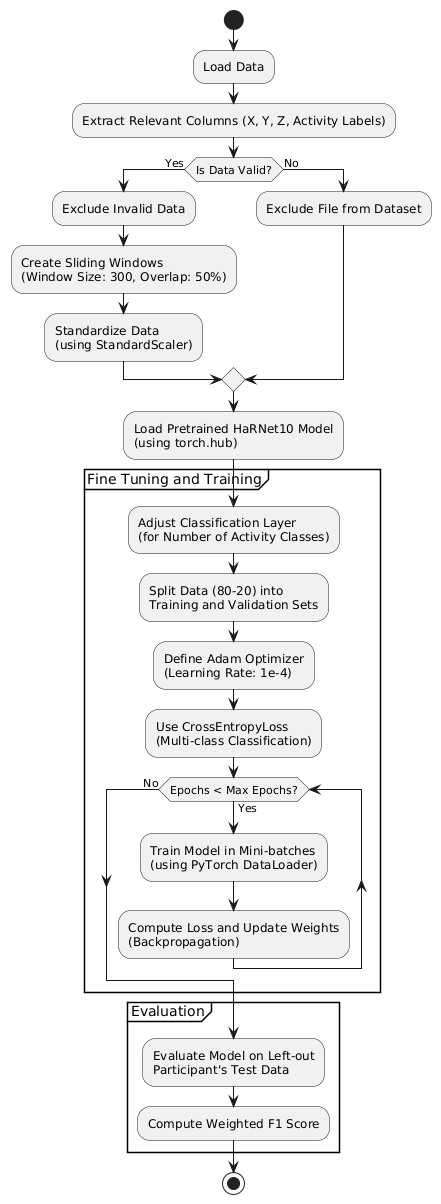 Load Data
Extract Relevant Columns (X, Y, Z, Activity Labels)
Is Data Valid?
Yes
No
Exclude Invalid Data
Exclude File from Dataset
Create Sliding Windows
(Window Size: 300, Overlap: 50%)
Standardize Data
(using StandardScaler)
Load Pretrained HaRNet10 Model
(using torch.hub)
Fine Tuning and Training
Adjust Classification Layer
(for Number of Activity Classes)
Split Data (80-20) into
Training and Validation Sets
Define Adam Optimizer
(Learning Rate: 1e-4)
Use CrossEntropyLoss
(Multi-class Classification)
No
Epochs < Max Epochs?
Yes
Train Model in Mini-batches
(using PyTorch DataLoader)
Compute Loss and Update Weights
(Backpropagation)
Evaluation
Evaluate Model on Left-out
Participant's Test Data
Compute Weighted F1 Score